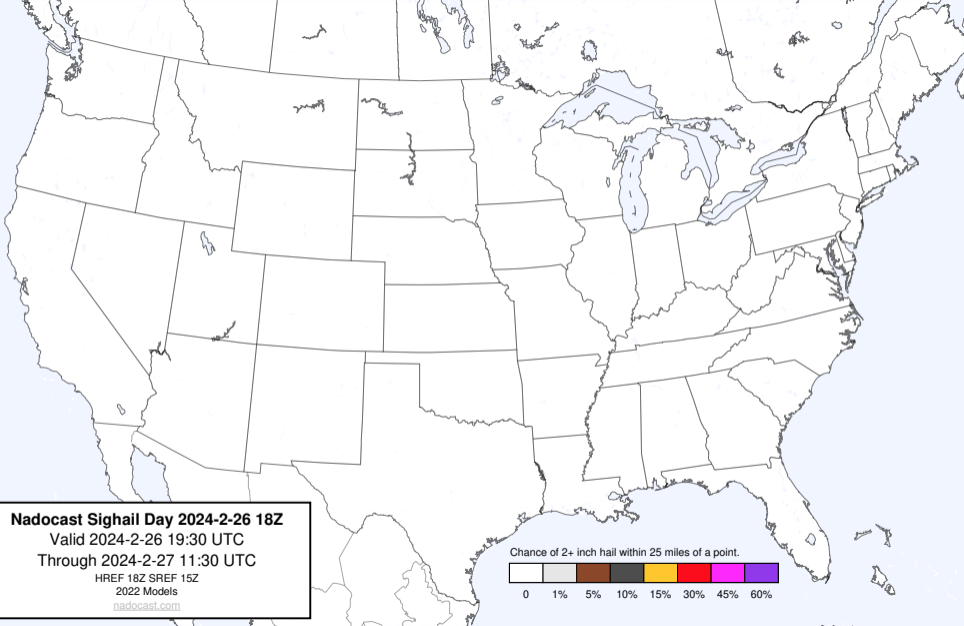 Nadocast Sighail Day 2024-2-26 18Z
Valid 2024-2-26 19:30 UTC
Through 2024-2-27 11:30 UTC
HREF 18Z SREF 15Z
2022 Models
nadocast.com
Chance of 2+ inch hail within 25 miles of a point.
0 1% 5% 10% 15% 30% 45% 60%